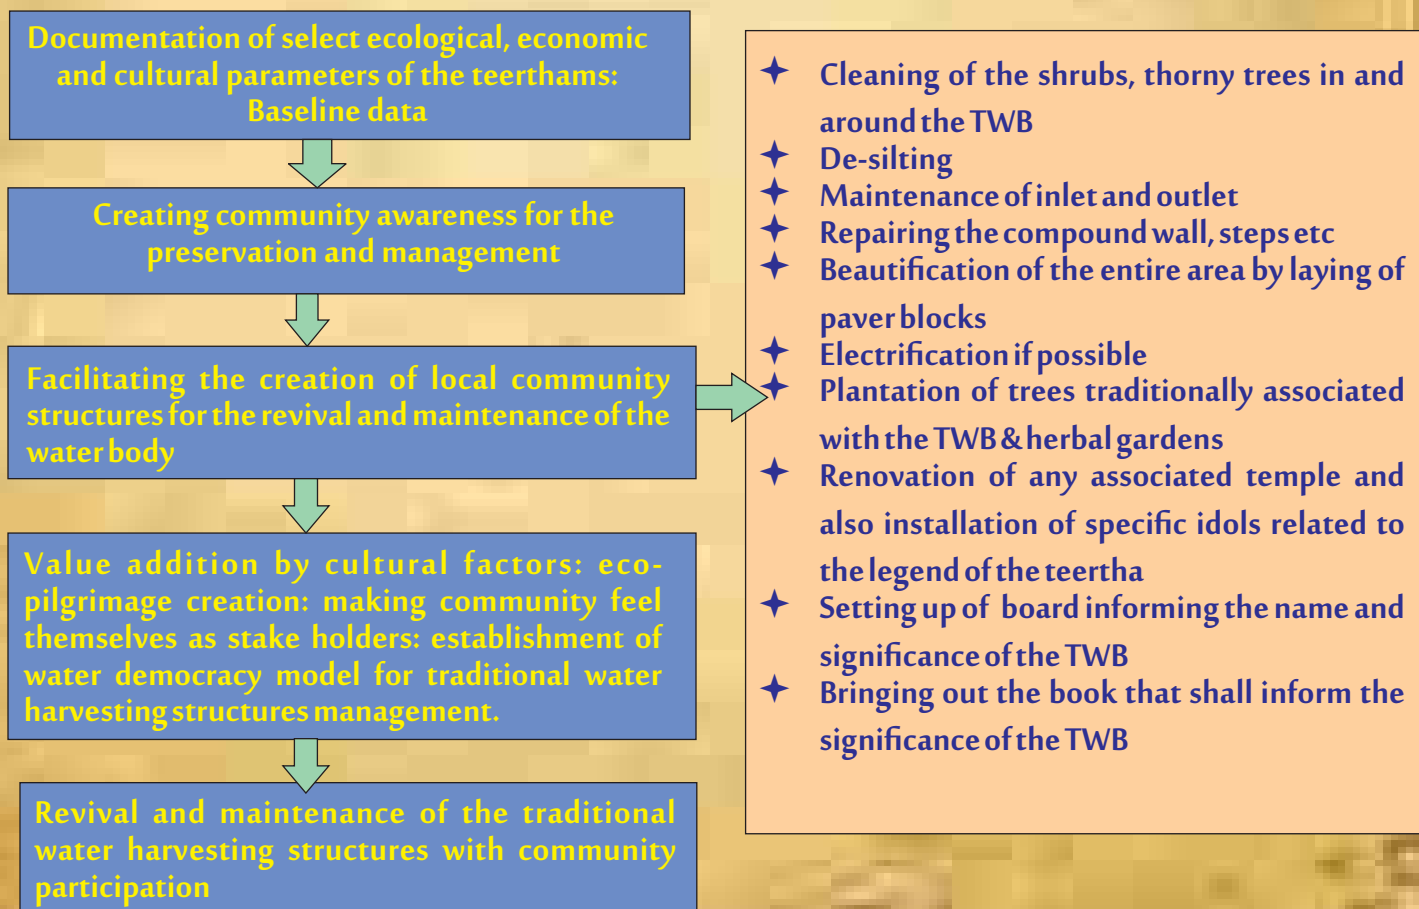 Documentation of select ecological, economic
and cultural parameters of the teerthams:
Baseline data
Creating community awareness for the
preservation and management
Facilitating the creation of local community
structures for the revival and maintenance of the
water body
Value addition by cultural factors: eco-
pilgrimage creation: making community feel
themselves as stake holders: establishment of
water democracy model for traditional water
harvesting structures management.
Revival and maintenance of the traditional
water harvesting structures with community
participation
Cleaning of the shrubs, thorny trees in and
around the TWB
De-silting
Maintenance of inlet and outlet
Repairing the compound wall, steps etc
Beautification of the entire area by laying of
paver blocks
Electrification if possible
Plantation of trees traditionally associated
with the TWB & herbal gardens
Renovation of any associated temple and
also installation of specific idols related to
the legend of the teertha
Setting up of board informing the name and
significance of the TWB
Bringing out the book that shall inform the
significance of the TWB